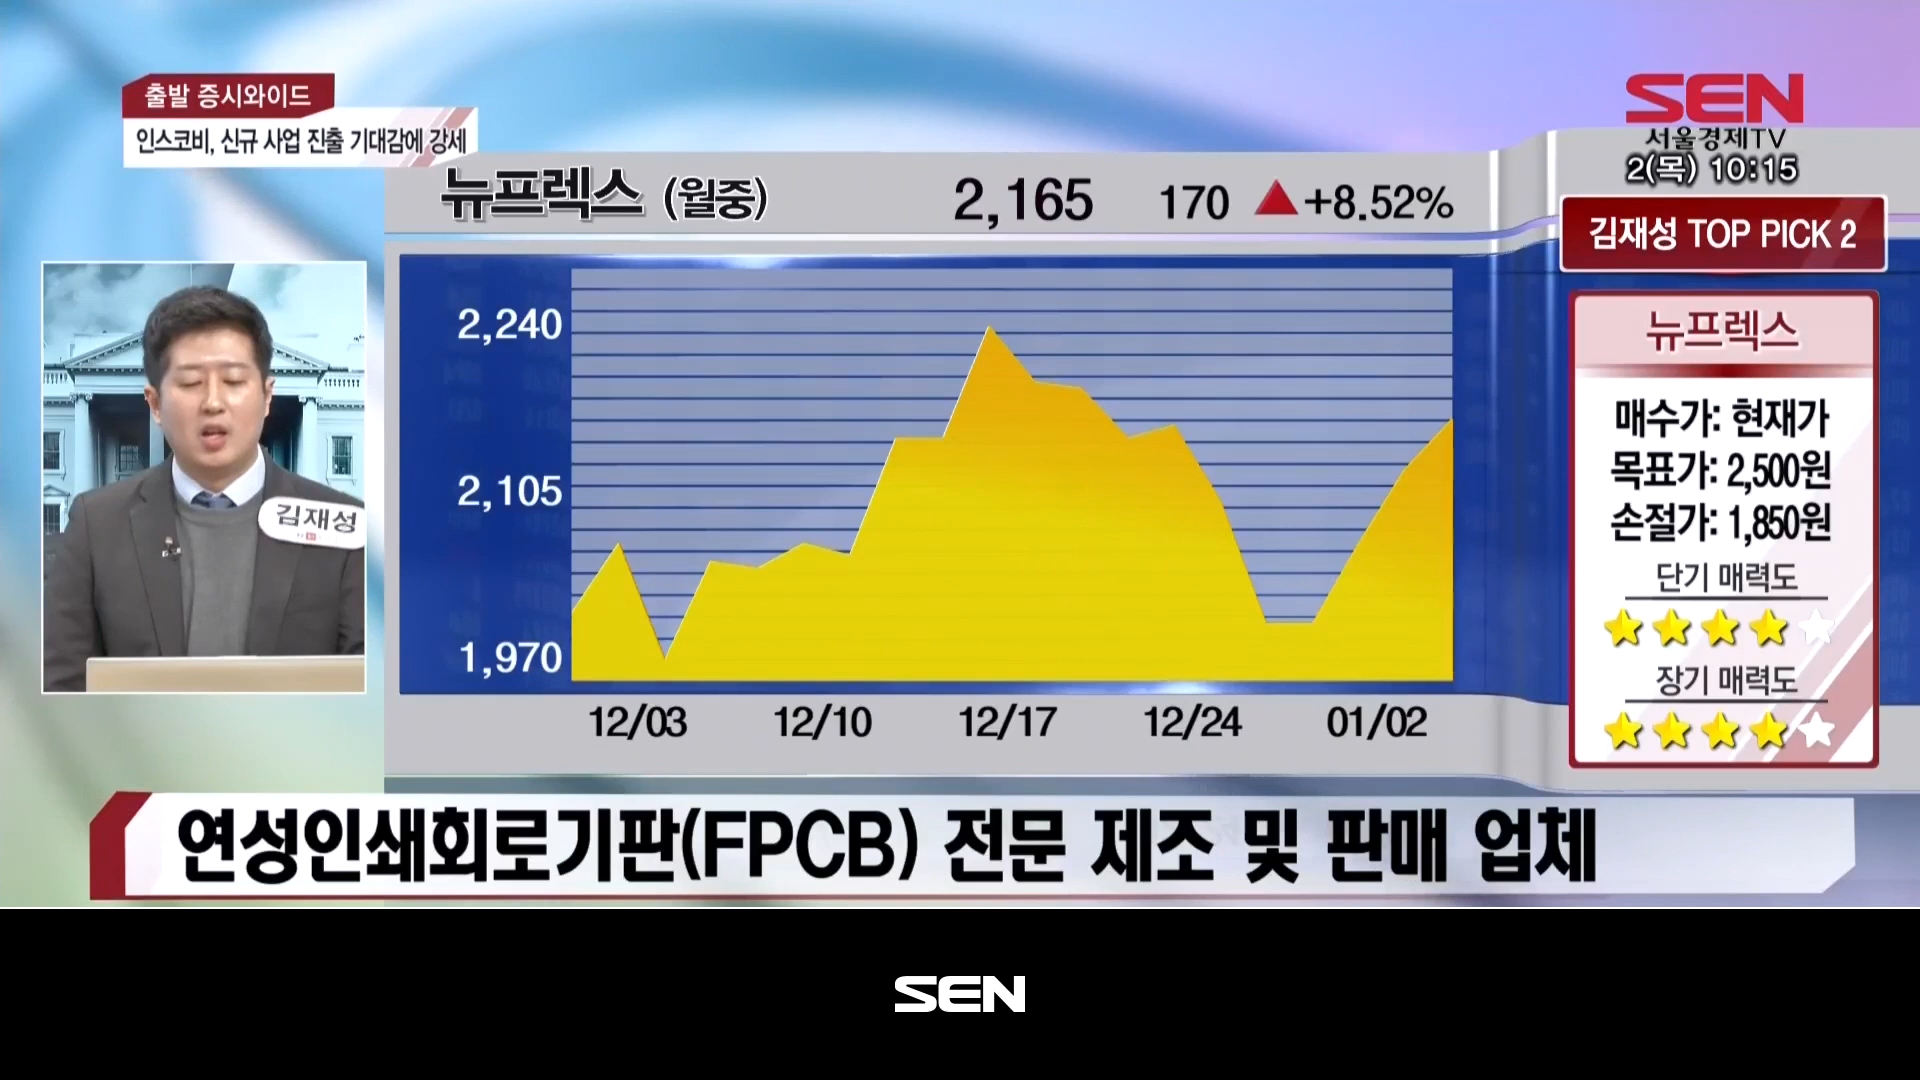 출발 증시와이드
인스코비, 신규 사업 진출 기대감에 강세
SEN
서울경제TV
2(목) 10:15
뉴프렉스 (월중) 2,165 170 ▲+8.52%
김재성 TOP PICK 2
2,240
2,105
1,970
12/03 12/10 12/17 12/24 01/02
김재성
뉴프렉스
매수가: 현재가
목표가: 2,500원
손절가: 1,850원
단기 매력도
장기 매력도
연성인쇄회로기판(FPCB) 전문 제조 및 판매 업체
SEN